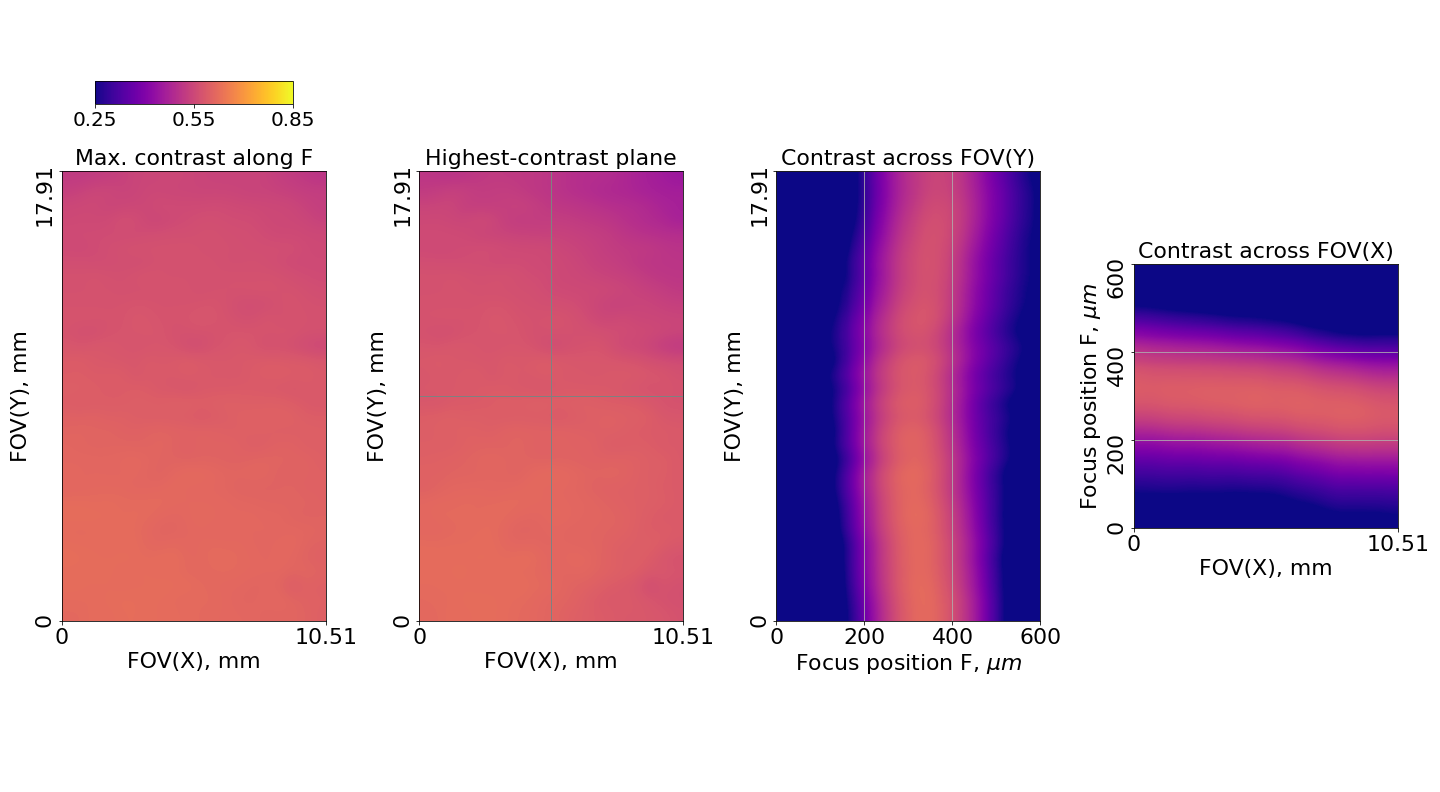 0.25 0.55 0.85
Max. contrast along F
17.91
FOV(Y), mm
0
0 10.51
FOV(X), mm
Highest-contrast plane
17.91
FOV(Y), mm
0
0 10.51
FOV(X), mm
Contrast across FOV(Y)
17.91
FOV(Y), mm
0
0 200 400 600
Focus position F, μm
Contrast across FOV(X)
600
400
200
0
Focus position F, μm
0 10.51
FOV(X), mm